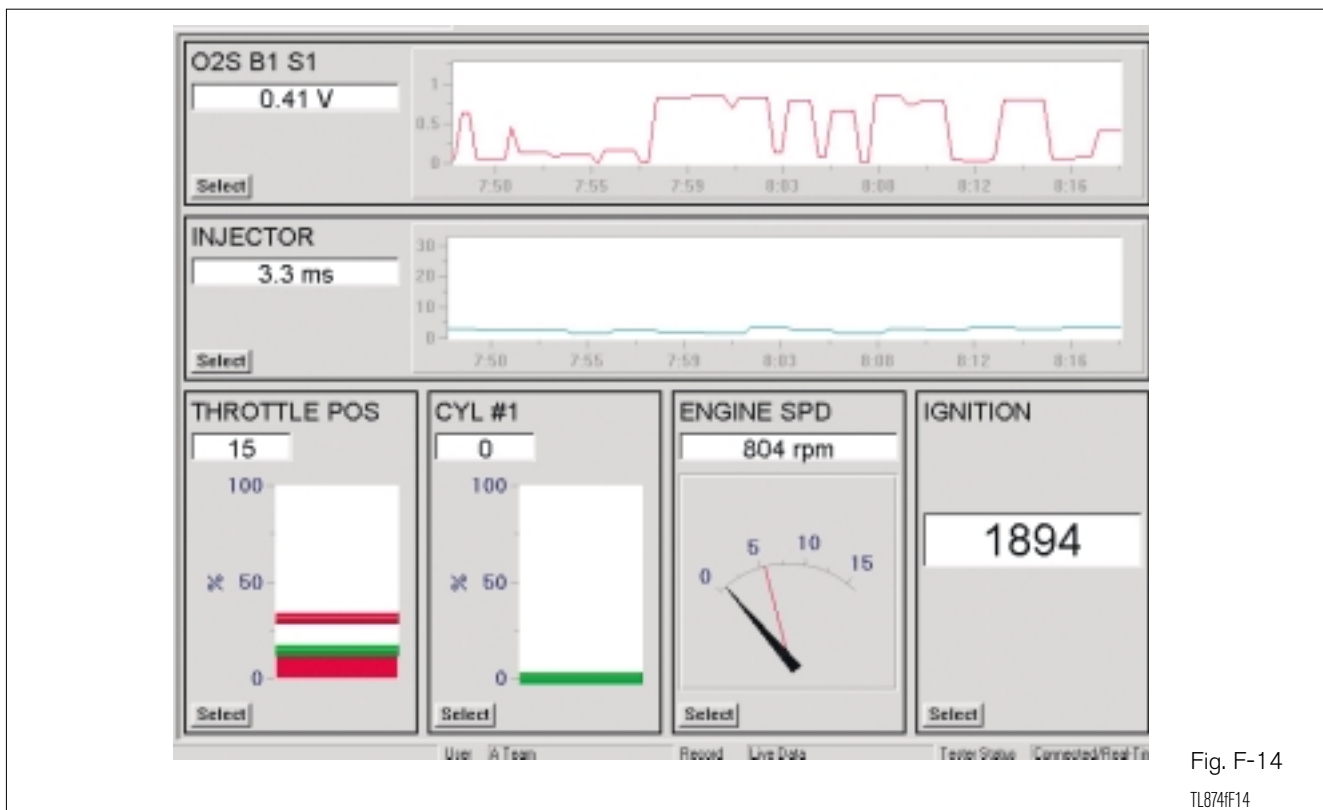 O2S B1 S1
0.41 V
1
0.5
0
7:50 7:55 7:59 8:03 8:08 8:12 8:16
Select
INJECTOR
3.3 ms
30
20
10
0
7:50 7:55 7:59 8:03 8:08 8:12 8:16
Select
THROTTLE POS
15
100
% 50
0
Select
CYL #1
0
100
% 50
0
Select
ENGINE SPD
804 rpm
0 5 10 15
Select
IGNITION
1894
Select
User A Team Record Live Data Tester Status Connected/Real-Tim
Fig. F-14
TL874fF14